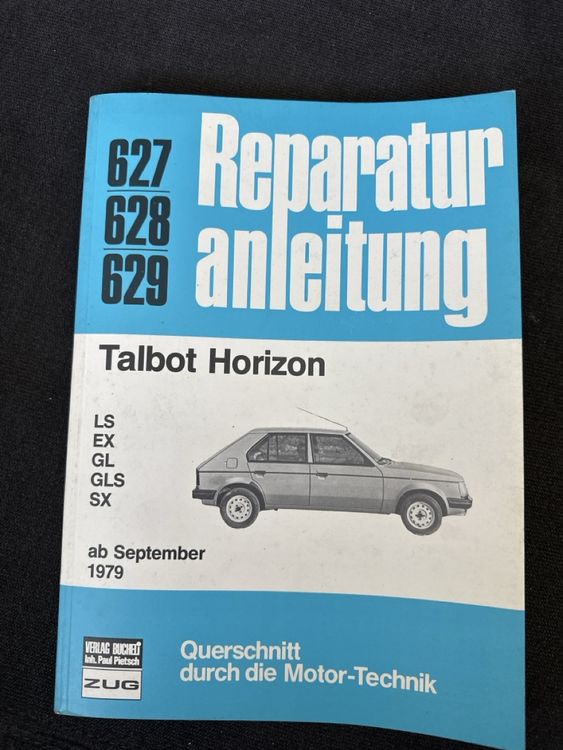 627
628
629
Reparatur
anleitung
Talbot Horizon
LS
EX
GL
GLS
SX
ab September
1979
VERLAG BUCHELI
Inh. Paul Pietsch
ZUG
Querschnitt
durch die Motor-Technik